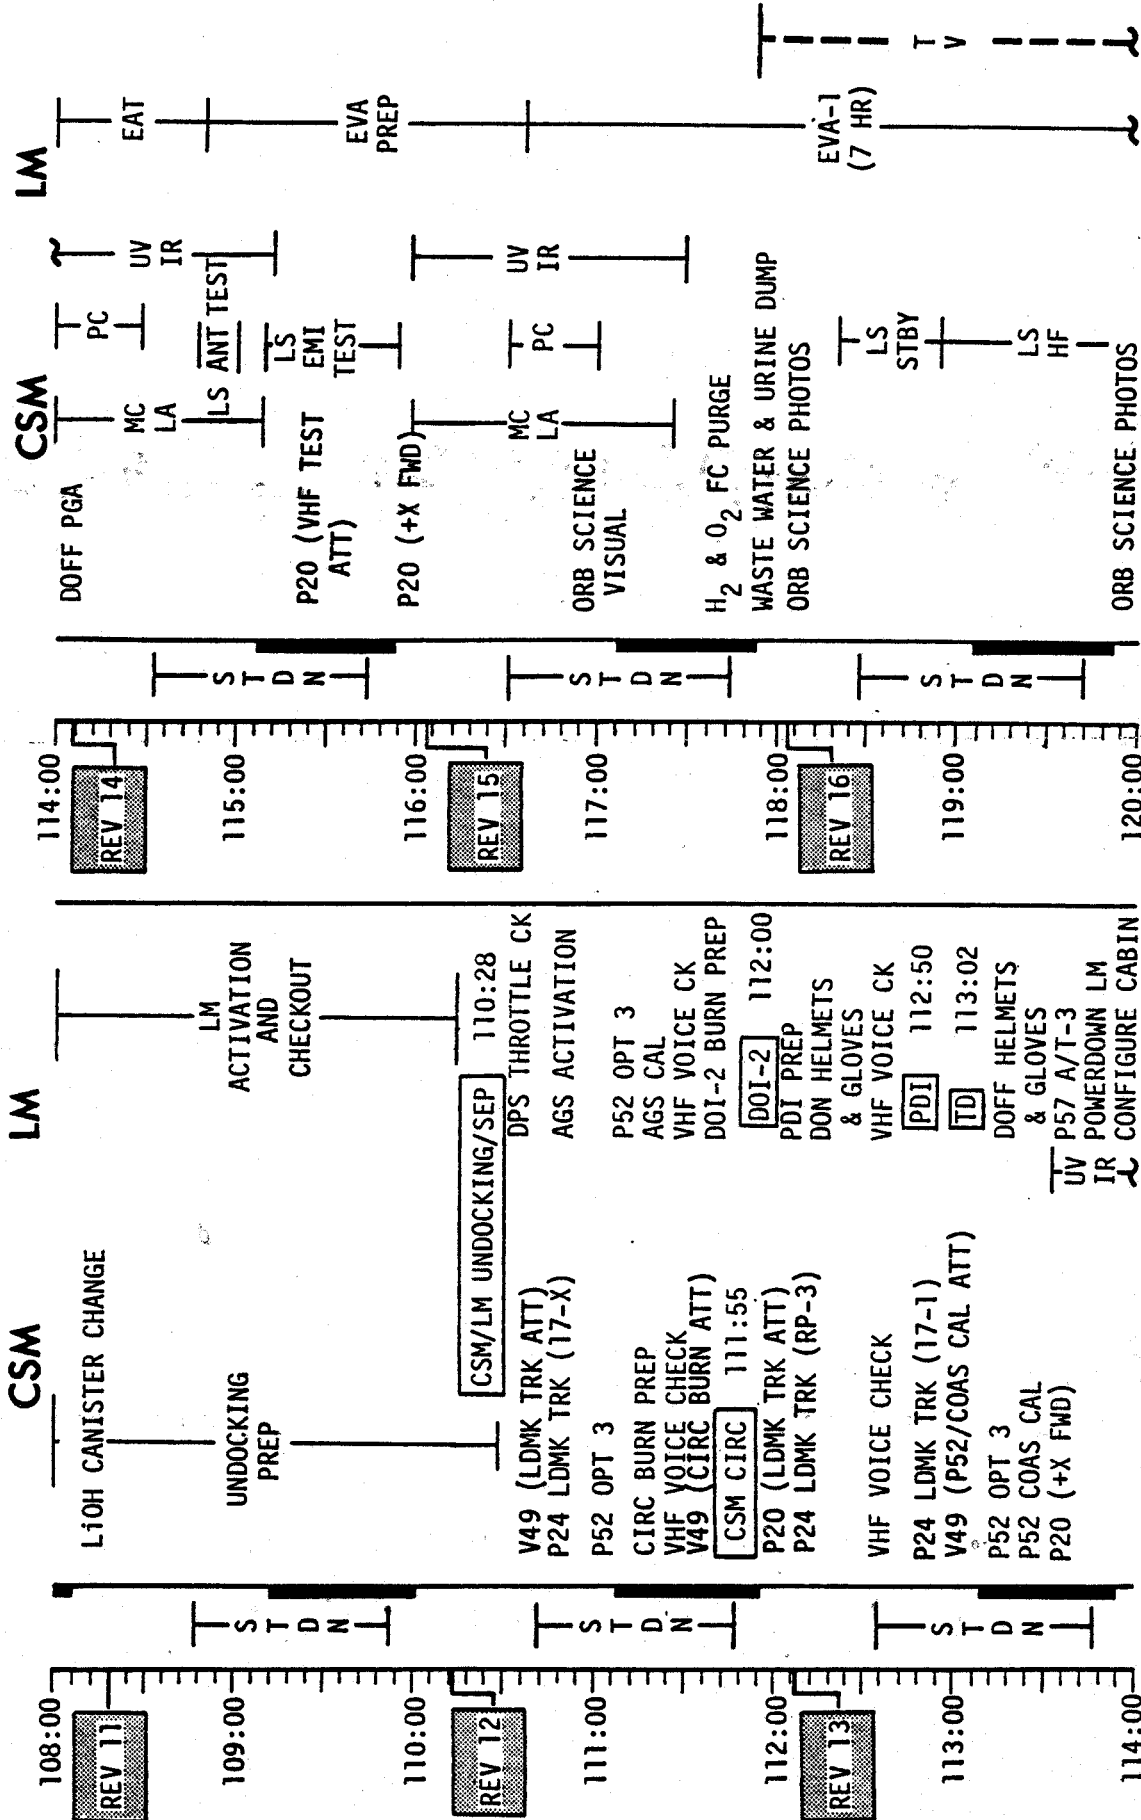 CSM
LM
108:00
REV 11
109:00
110:00
REV 12
111:00
112:00
REV 13
113:00
114:00
S T D N
S T D N
S T D N
LiOH CANISTER CHANGE
UNDOCKING
PREP
CSM/LM UNDOCKING/SEP 110:28
V49 (LDMK TRK ATT)
P24 LDMK TRK (17-X)
P52 OPT 3
CIRC BURN PREP
VHF VOICE CHECK
V49 (CIRC BURN ATT)
CSM CIRC 111:55
P20 (LDMK TRK ATT)
P24 LDMK TRK (RP-3)
VHF VOICE CHECK
P24 LDMK TRK (17-1)
V49 (P52/COAS CAL ATT)
P52 OPT 3
P52 COAS CAL
P20 (+X FWD)
UV
IR
LM
ACTIVATION
AND
CHECKOUT
DPS THROTTLE CK
AGS ACTIVATION
P52 OPT 3
AGS CAL
VHF VOICE CK
DOI-2 BURN PREP
DOI-2 112:00
PDI PREP
DON HELMETS
& GLOVES
VHF VOICE CK
PDI 112:50
TD 113:02
DOFF HELMETS
& GLOVES
P57 A/T-3
POWERDOWN LM
CONFIGURE CABIN
CSM
LM
114:00
REV 14
115:00
116:00
REV 15
117:00
118:00
REV 16
119:00
120:00
S T D N
S T D N
S T D N
DOFF PGA
P20 (VHF TEST
ATT)
P20 (+X FWD)
ORB SCIENCE
VISUAL
H2 & O2 FC PURGE
WASTE WATER & URINE DUMP
ORB SCIENCE PHOTOS
ORB SCIENCE PHOTOS
MC
LA
LS ANT TEST
MC
LA
PC
LS
EMI
TEST
PC
LS
STBY
LS
HF
UV
IR
UV
IR
EAT
EVA
PREP
EVA-1
(7 HR)
T V